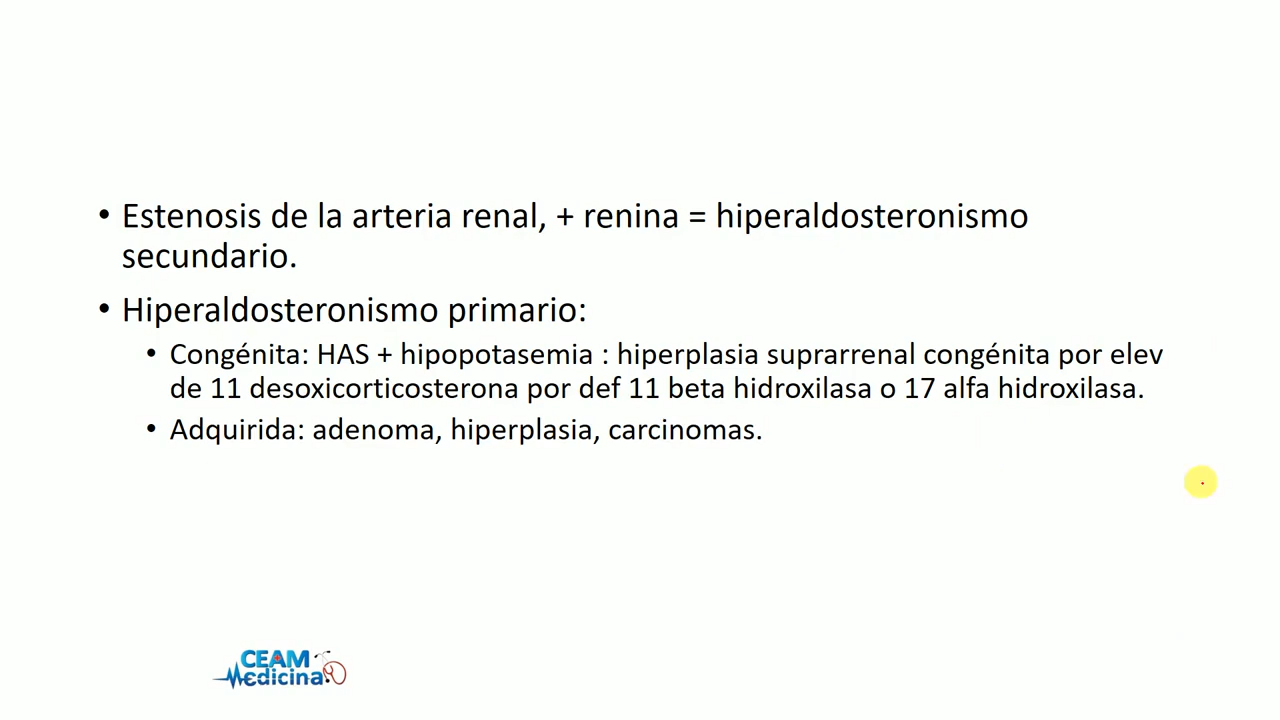 • Estenosis de la arteria renal, + renina = hiperaldosteronismo
secundario.
• Hiperaldosteronismo primario:
• Congénita: HAS + hipopotasemia : hiperplasia suprarrenal congénita por elev
de 11 desoxicorticosterona por def 11 beta hidroxilasa o 17 alfa hidroxilasa.
• Adquirida: adenoma, hiperplasia, carcinomas.
CEAM
Medicina